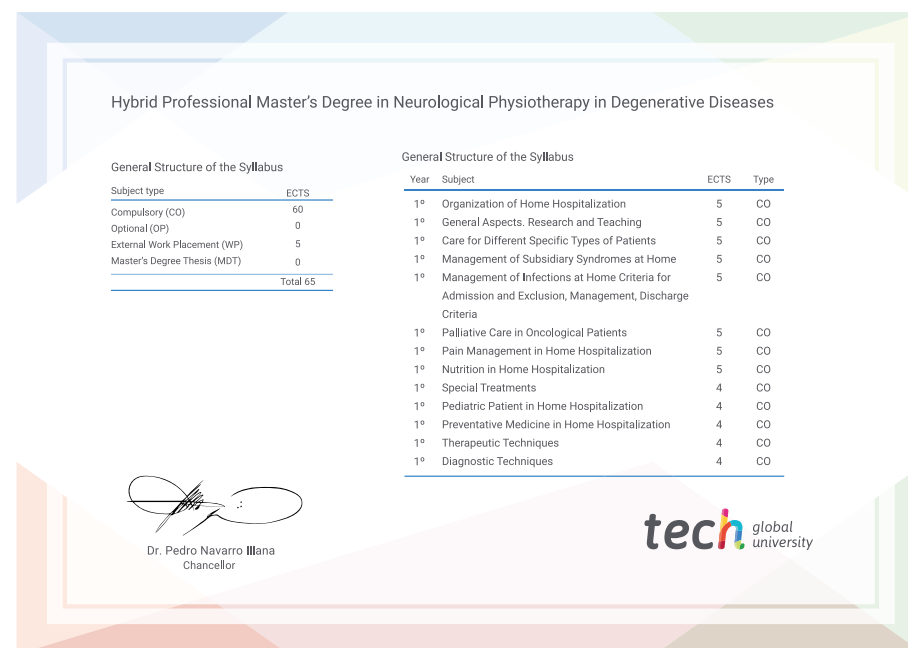 Hybrid Professional Master's Degree in Neurological Physiotherapy in Degenerative Diseases
General Structure of the Syllabus
Subject type ECTS
Compulsory (CO) 60
Optional (OP) 0
External Work Placement (WP) 5
Master's Degree Thesis (MDT) 0
Total 65
General Structure of the Syllabus
Year Subject ECTS Type
1º Organization of Home Hospitalization 5 CO
1º General Aspects. Research and Teaching 5 CO
1º Care for Different Specific Types of Patients 5 CO
1º Management of Subsidiary Syndromes at Home 5 CO
1º Management of Infections at Home Criteria for 5 CO
Admission and Exclusion, Management, Discharge
Criteria
1º Palliative Care in Oncological Patients 5 CO
1º Pain Management in Home Hospitalization 5 CO
1º Nutrition in Home Hospitalization 5 CO
1º Special Treatments 4 CO
1º Pediatric Patient in Home Hospitalization 4 CO
1º Preventative Medicine in Home Hospitalization 4 CO
1º Therapeutic Techniques 4 CO
1º Diagnostic Techniques 4 CO
Dr. Pedro Navarro Illana
Chancellor
tech global
university